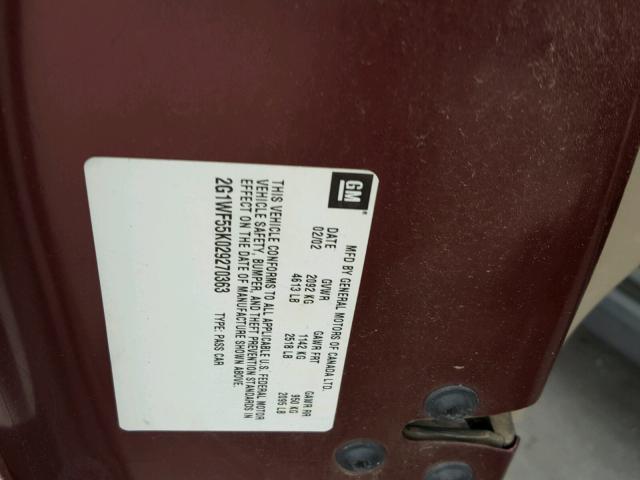 GM
MFD BY GENERAL MOTORS OF CANADA LTD.
DATE GVWR GAWR FRT GAWR RR
02/02 2092 KG 1142 KG 950 KG
4613 LB 2518 LB 2095 LB
THIS VEHICLE CONFORMS TO ALL APPLICABLE U.S. FEDERAL MOTOR
VEHICLE SAFETY, BUMPER, AND THEFT PREVENTION STANDARDS IN
EFFECT ON THE DATE OF MANUFACTURE SHOWN ABOVE.
2G1WF55K029270363 TYPE: PASS CAR